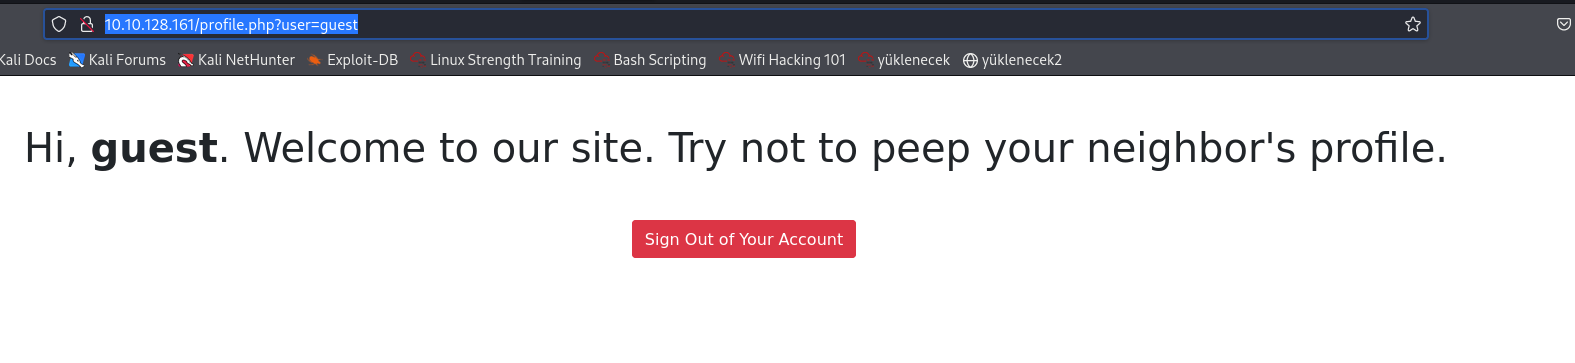 10.10.128.161/profile.php?user=guest
Kali Docs Kali Forums Kali NetHunter Exploit-DB Linux Strength Training Bash Scripting Wifi Hacking 101 yüklenecek yüklenecek2
Hi, guest. Welcome to our site. Try not to peep your neighbor's profile.
Sign Out of Your Account